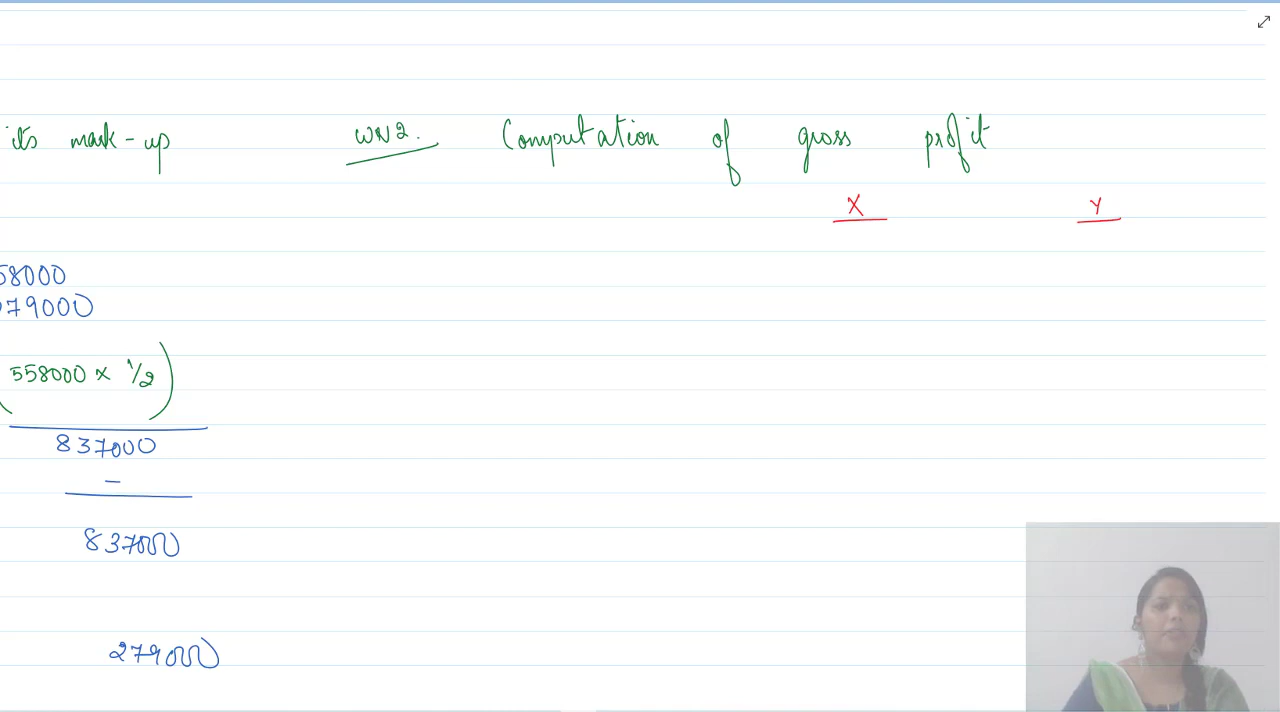 its mark-up WN2. Computation of gross profit
X Y
58000
79000
(558000 x 1/2)
837000
-
837000
279000